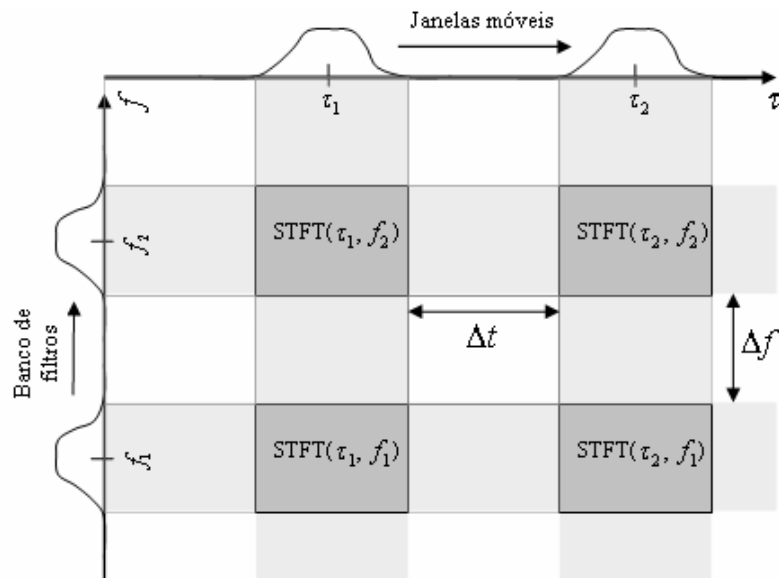 Janelas móveis
f
τ₁
τ₂
τ
f₂
STFT(τ₁, f₂)
STFT(τ₂, f₂)
Banco de
filtros
Δt
Δf
f₁
STFT(τ₁, f₁)
STFT(τ₂, f₁)